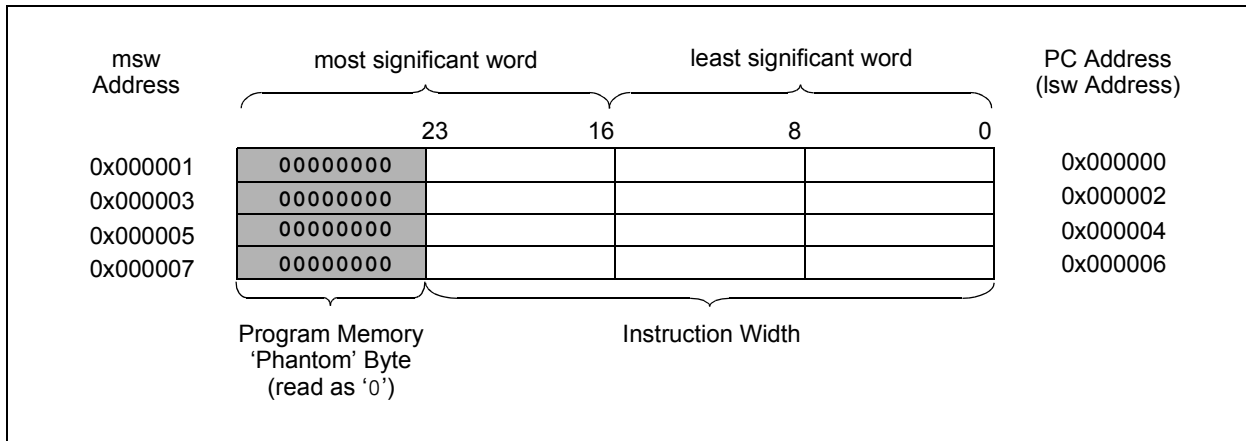 msw
Address
most significant word
least significant word
PC Address
(lsw Address)
23
16
8
0
0x000001
00000000
0x000000
0x000003
00000000
0x000002
0x000005
00000000
0x000004
0x000007
00000000
0x000006
Program Memory
‘Phantom’ Byte
(read as ‘0’)
Instruction Width